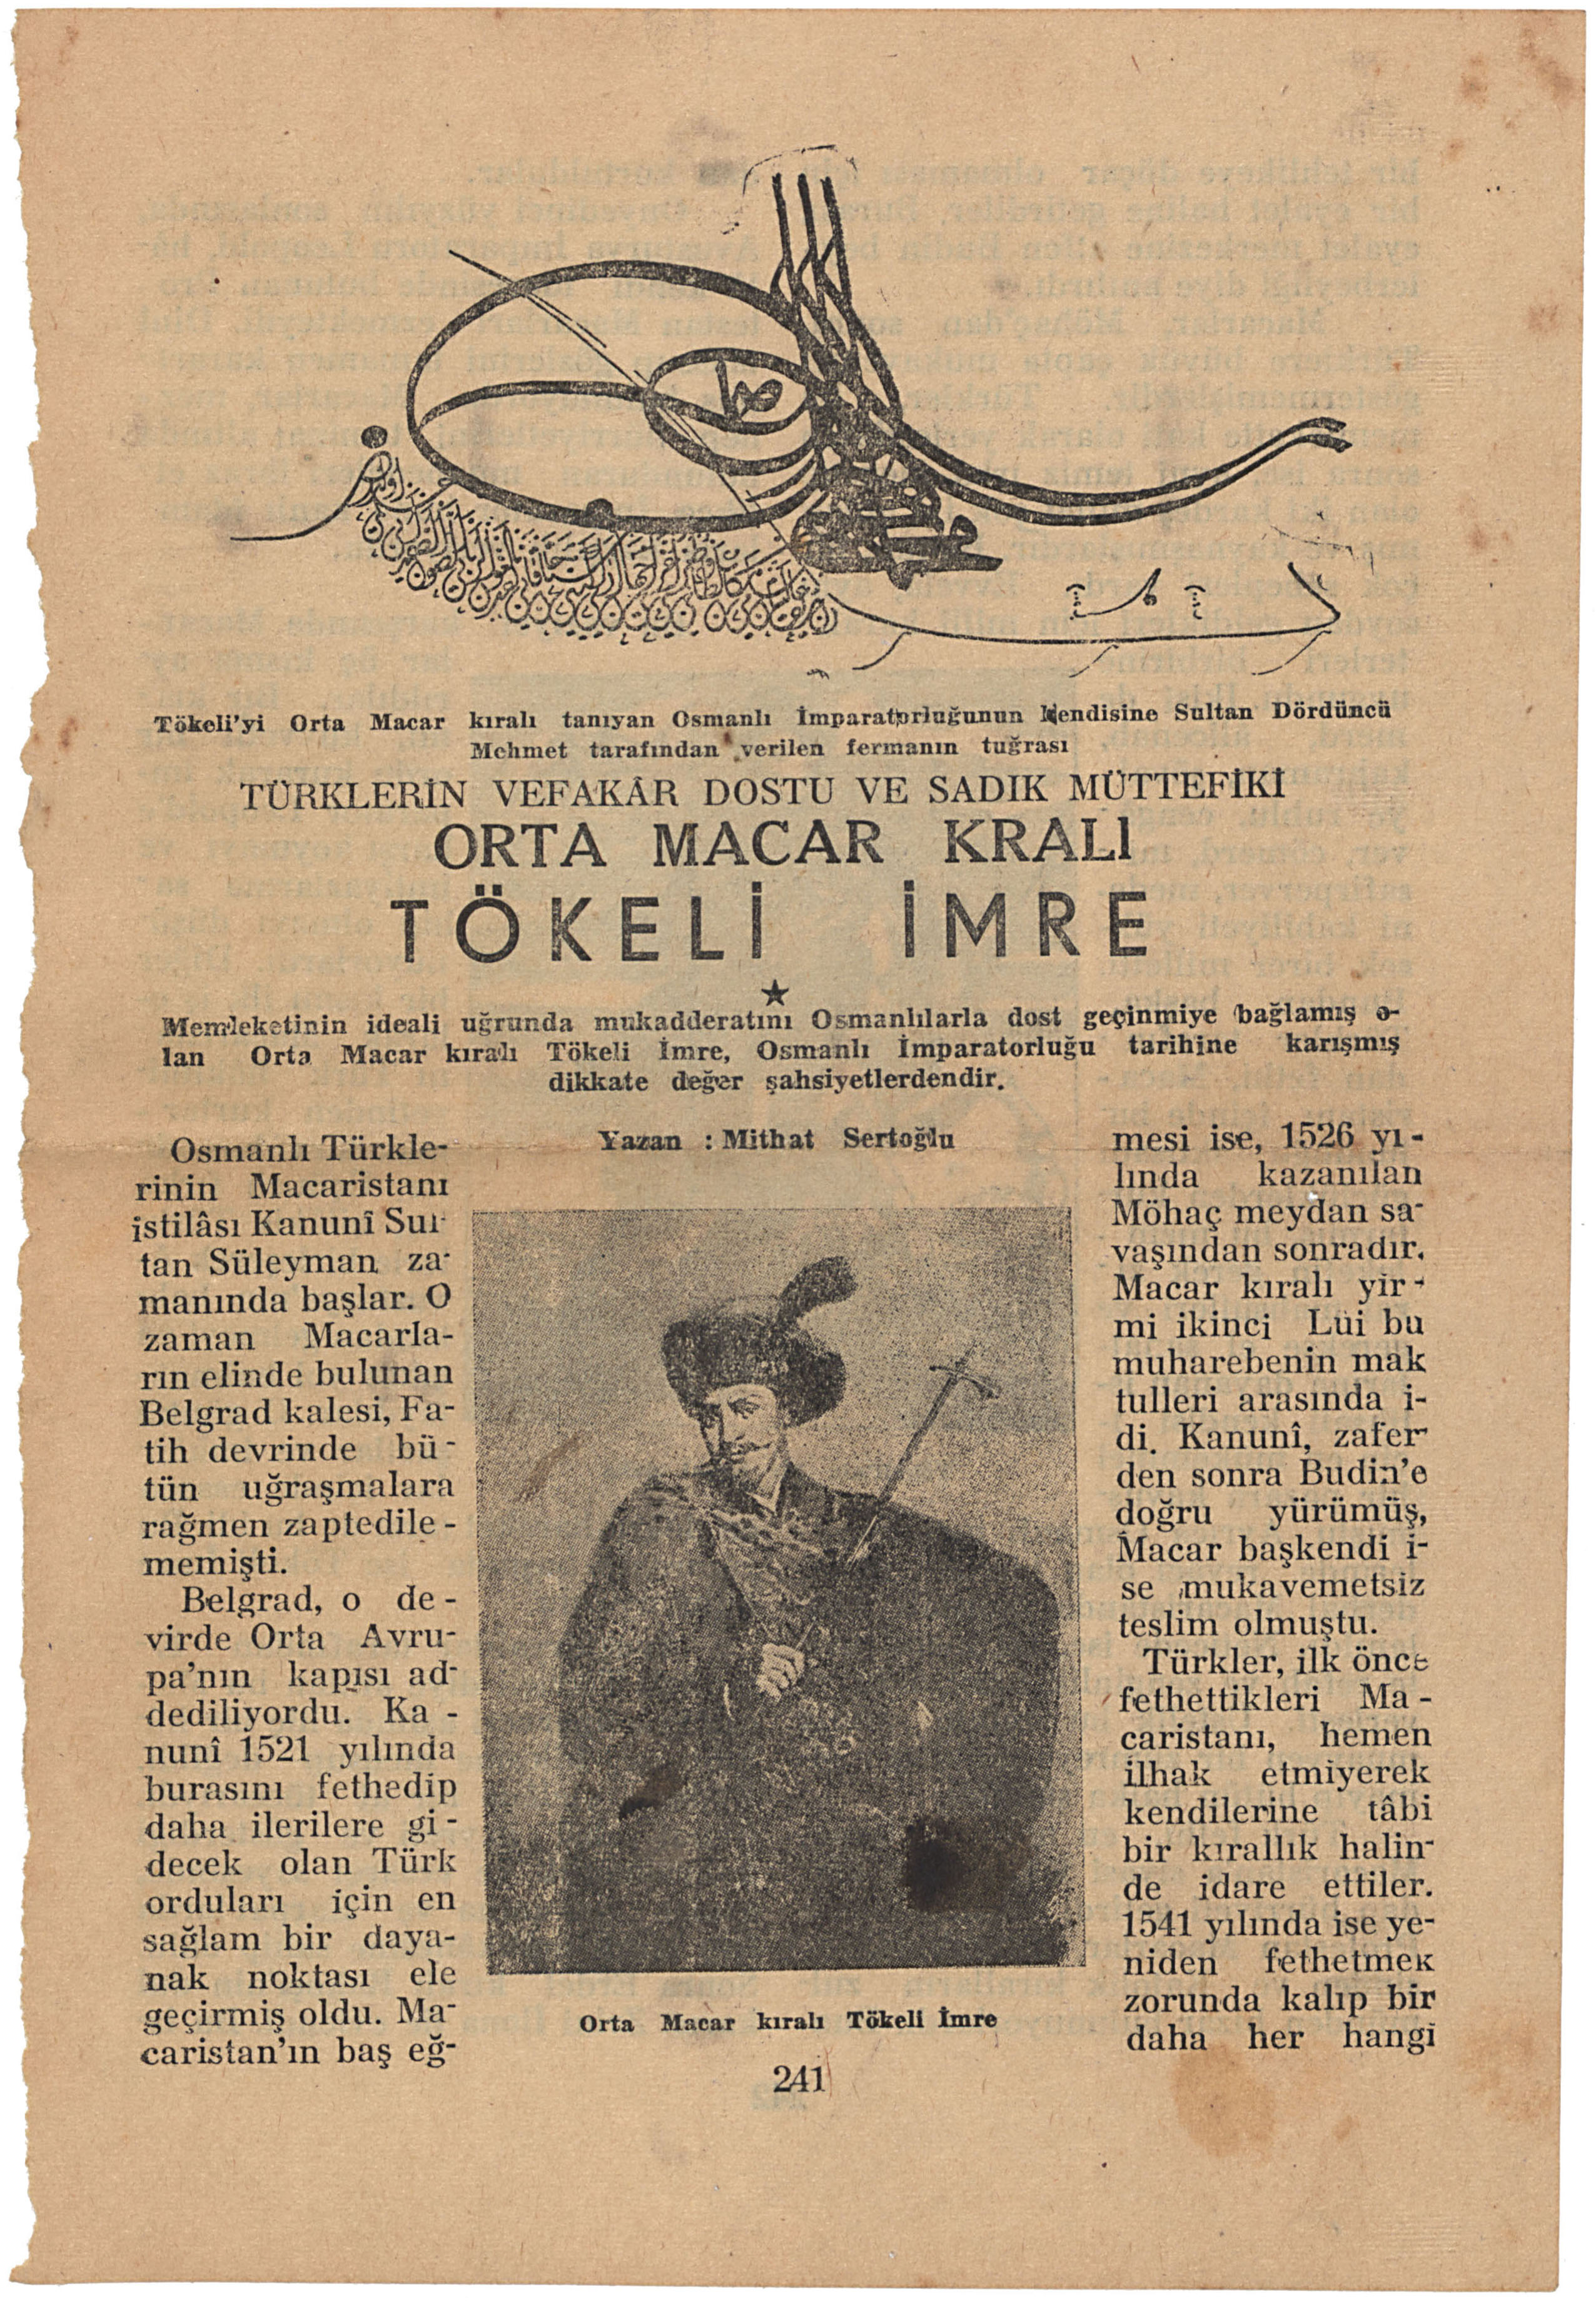 Tökeli'yi Orta Macar kıralı tanıyan Osmanlı İmparatorluğunun kendisine Sultan Dördüncü
Mehmet tarafından verilen fermanın tuğrası
TÜRKLERİN VEFAKÂR DOSTU VE SADIK MÜTTEFİKİ
ORTA MACAR KRALI
TÖKELİ İMRE
★
Memleketinin ideali uğrunda mukadderatını Osmanlılarla dost geçinmiye bağlamış o-
lan Orta Macar kıralı Tökeli İmre, Osmanlı İmparatorluğu tarihine karışmış
dikkate değer şahsiyetlerdendir.
Yazan : Mithat Sertoğlu
Osmanlı Türkle-
rinin Macaristanı
istilâsı Kanunî Sul-
tan Süleyman za-
manında başlar. O
zaman Macarla-
rın elinde bulunan
Belgrad kalesi, Fa-
tih devrinde bü-
tün uğraşmalara
rağmen zaptedile-
memişti.
Belgrad, o de-
virde Orta Avru-
pa'nın kapısı ad-
dediliyordu. Ka-
nunî 1521 yılında
burasını fethedip
daha ilerilere gi-
decek olan Türk
orduları için en
sağlam bir daya-
nak noktası ele
geçirmiş oldu. Ma-
caristan'ın baş eğ-
Orta Macar kıralı Tökeli İmre
mesi ise, 1526 yı-
lında kazanılan
Möhaç meydan sa-
vaşından sonradır.
Macar kıralı yir-
mi ikinci Lui bu
muharebenin mak
tulleri arasında i-
di. Kanunî, zafer-
den sonra Budin'e
doğru yürümüş,
Macar başkendi i-
se mukavemetsiz
teslim olmuştu.
Türkler, ilk önce
fethettikleri Ma-
caristanı, hemen
ilhak etmiyerek
kendilerine tâbi
bir kırallık halin-
de idare ettiler.
1541 yılında ise ye-
niden fethetmek
zorunda kalıp bir
daha her hangi
241